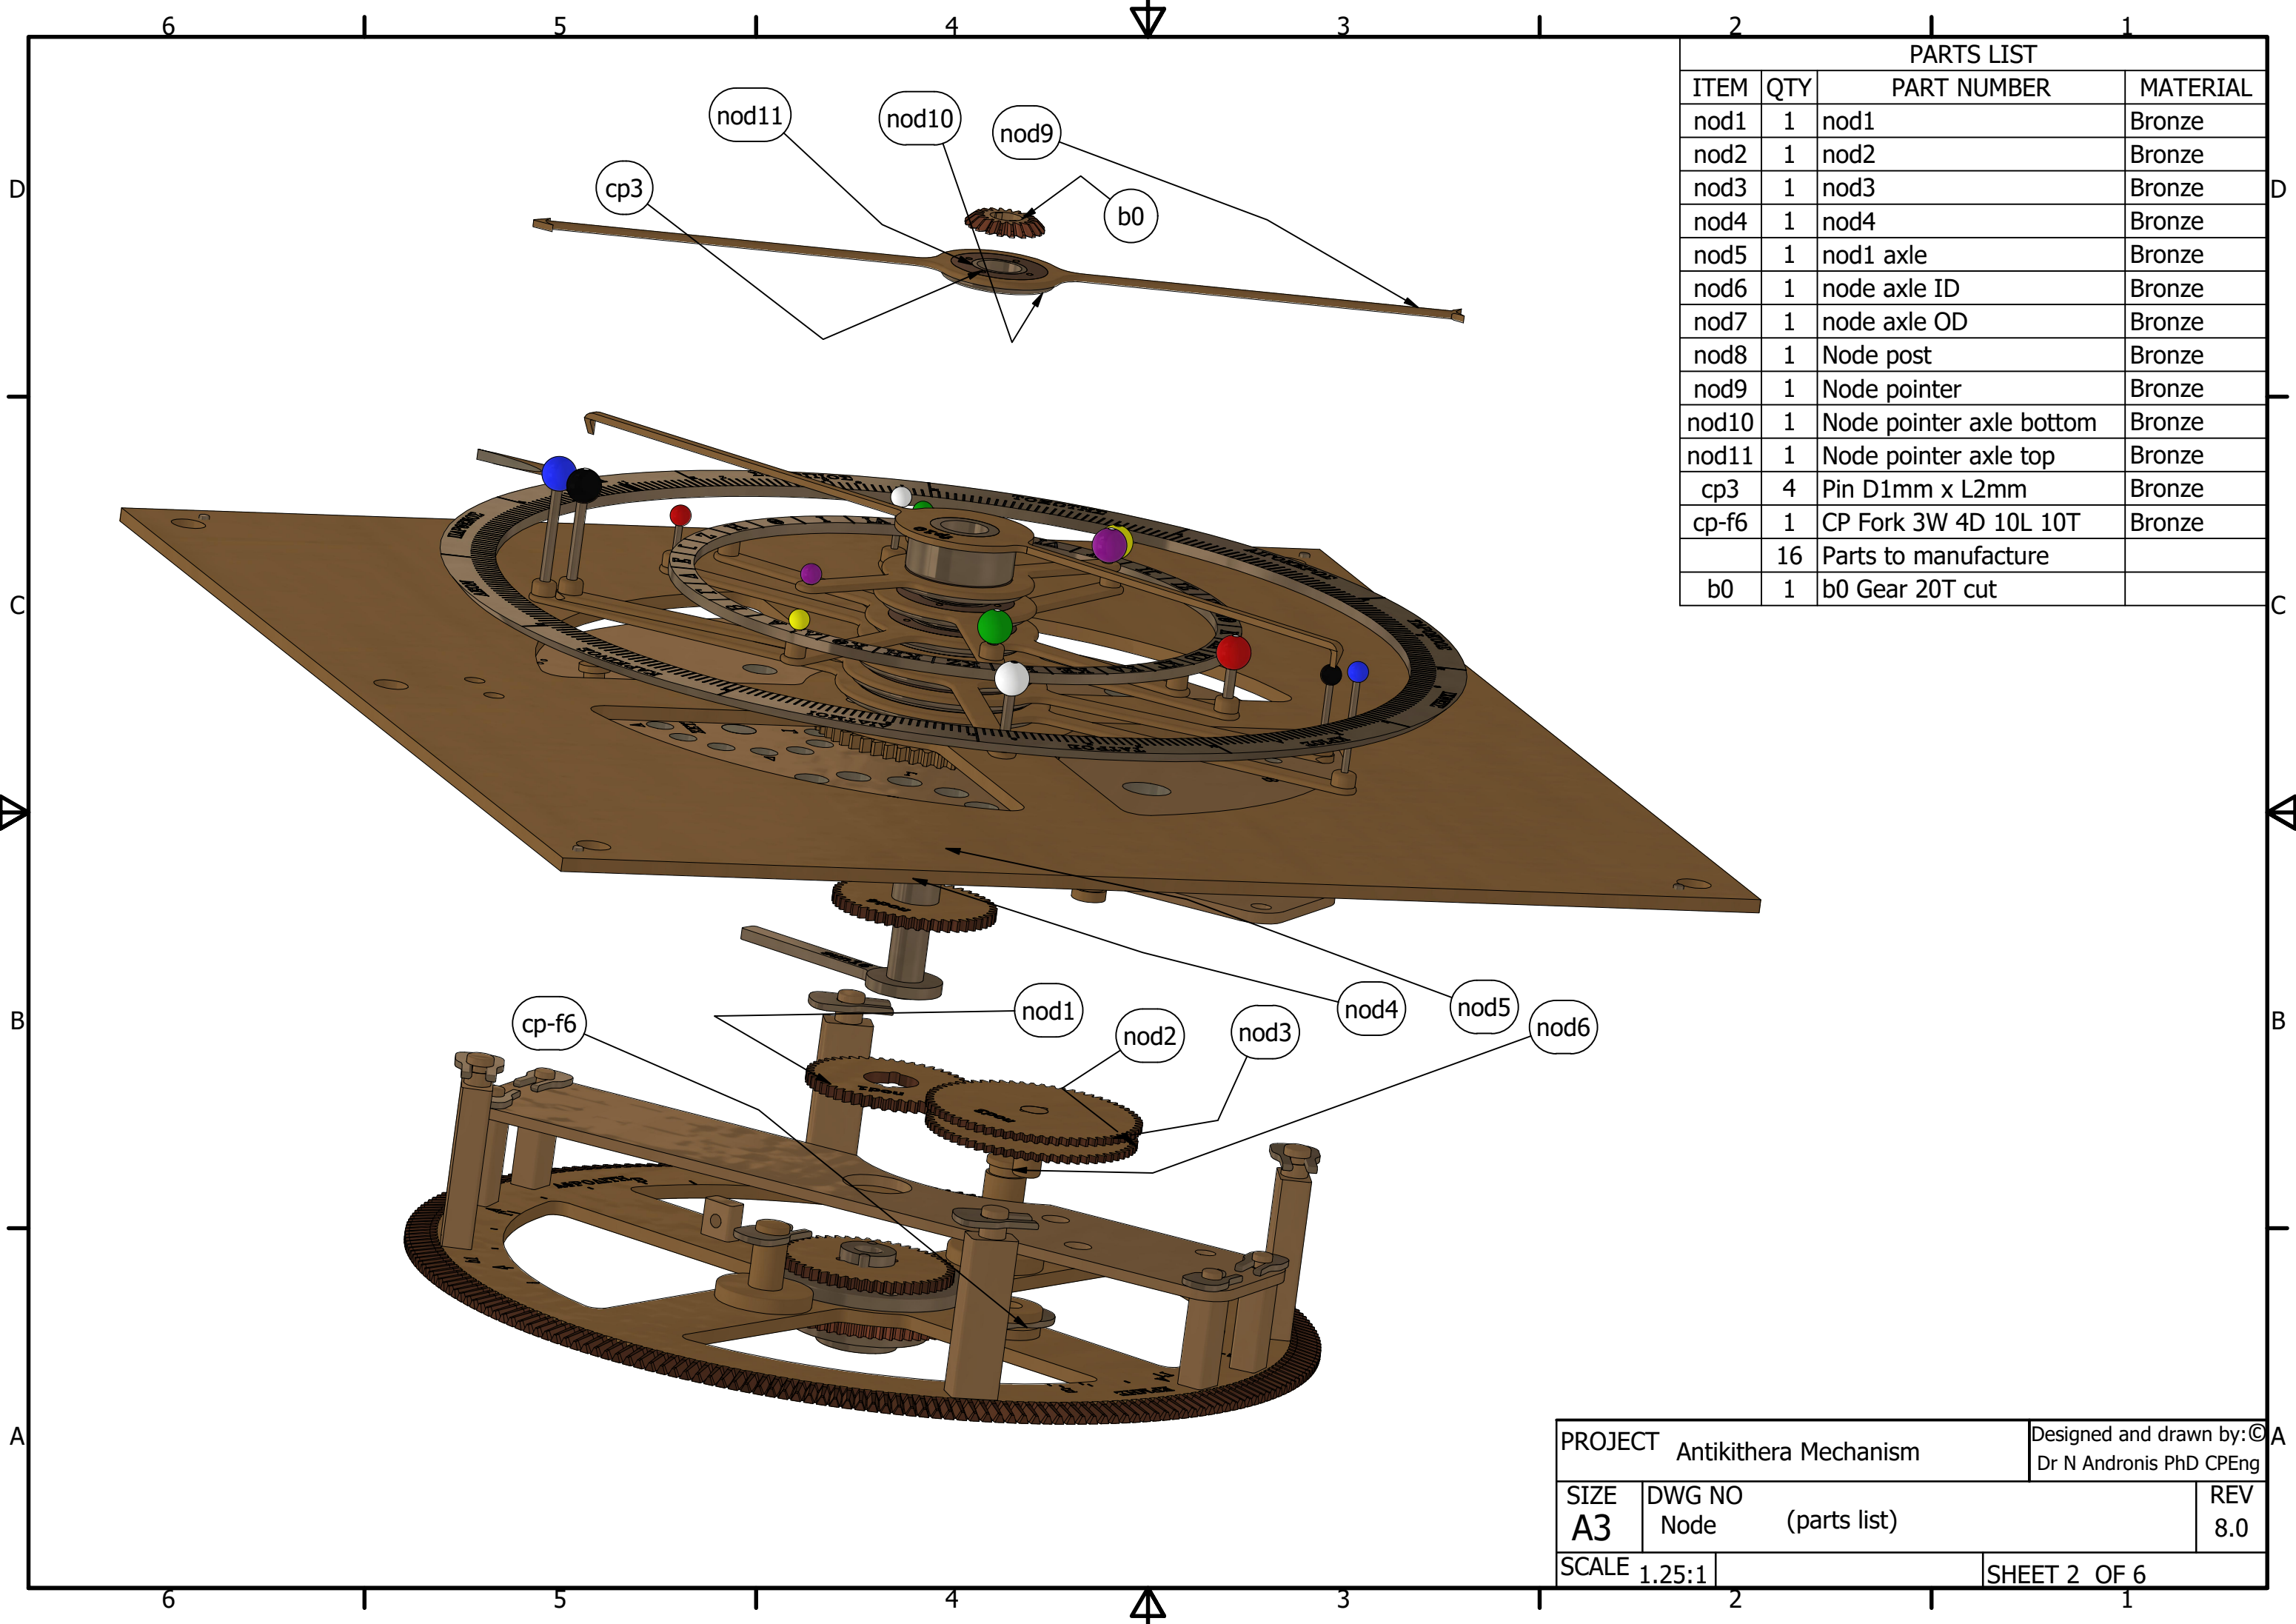 6 5 4 3 2 1
PARTS LIST
ITEM QTY PART NUMBER MATERIAL
nod1 1 nod1 Bronze
nod2 1 nod2 Bronze
nod3 1 nod3 Bronze
nod4 1 nod4 Bronze
nod5 1 nod1 axle Bronze
nod6 1 node axle ID Bronze
nod7 1 node axle OD Bronze
nod8 1 Node post Bronze
nod9 1 Node pointer Bronze
nod10 1 Node pointer axle bottom Bronze
nod11 1 Node pointer axle top Bronze
cp3 4 Pin D1mm x L2mm Bronze
cp-f6 1 CP Fork 3W 4D 10L 10T Bronze
16 Parts to manufacture
b0 1 b0 Gear 20T cut
nod11
nod10
nod9
cp3
b0
D
D
C
C
nod4
nod5
nod6
nod1
nod2
nod3
cp-f6
B
B
A
A
PROJECT Antikithera Mechanism
Designed and drawn by:©
Dr N Andronis PhD CPEng
SIZE
A3
DWG NO
Node (parts list)
REV
8.0
SCALE 1.25:1
SHEET 2 OF 6
6 5 4 3 2 1